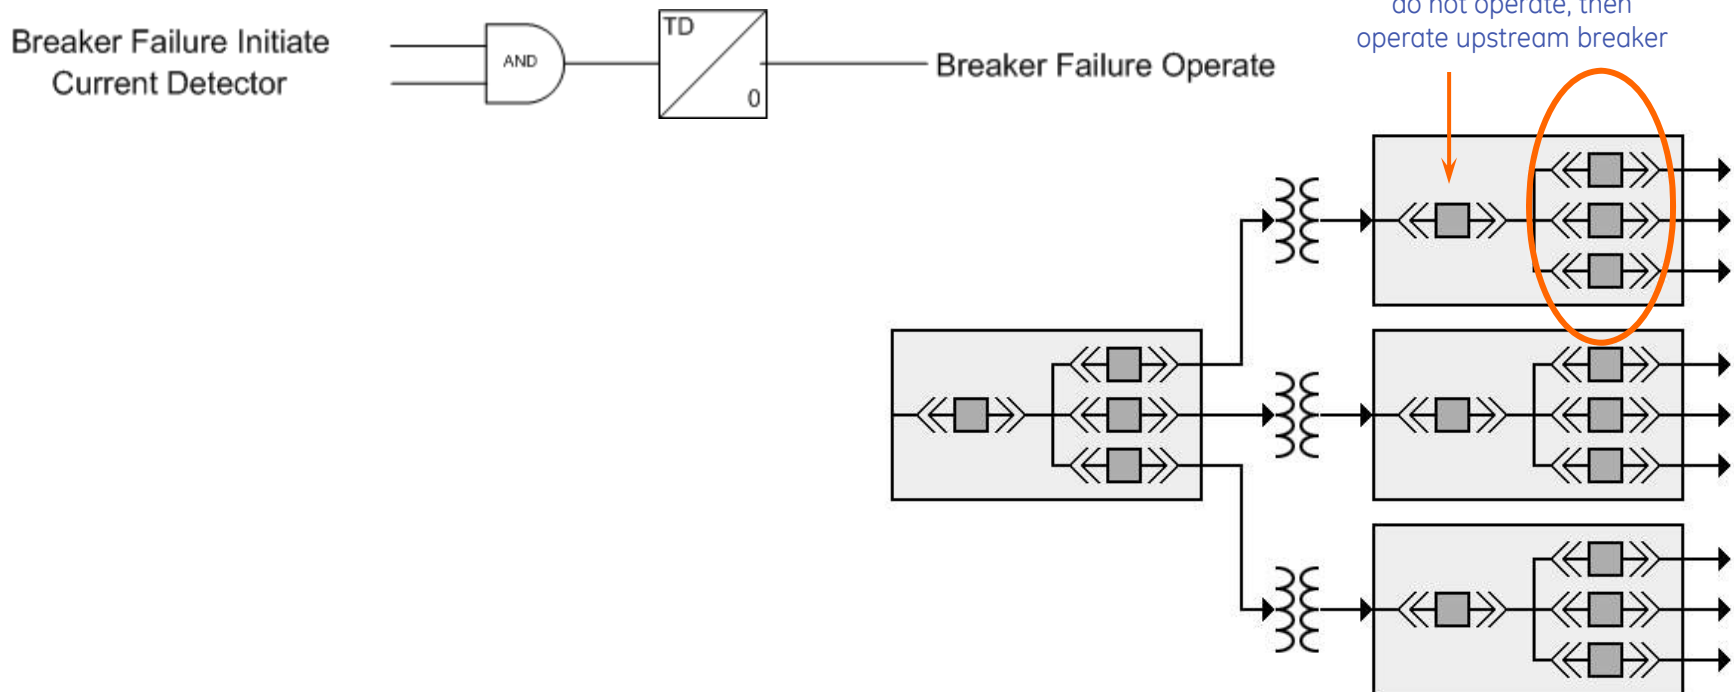 Breaker Failure Initiate
Current Detector
AND
TD
0
Breaker Failure Operate
do not operate, then
operate upstream breaker